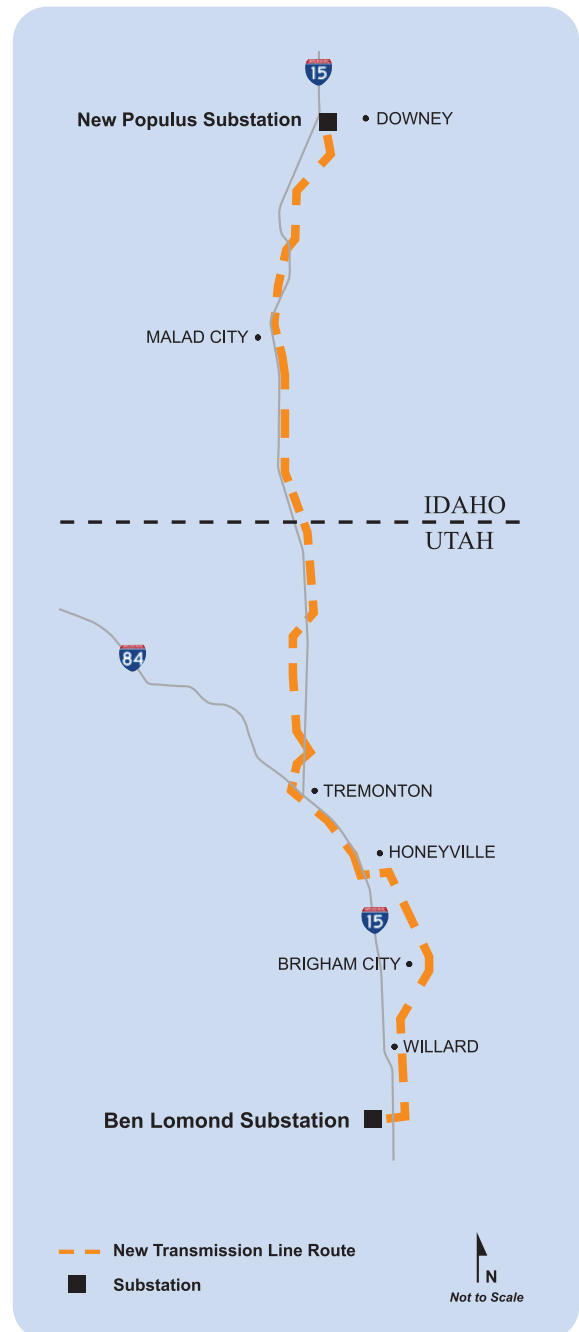 15
New Populus Substation
DOWNEY
MALAD CITY
IDAHO
UTAH
84
TREMONTON
HONEYVILLE
15
BRIGHAM CITY
WILLARD
Ben Lomond Substation
New Transmission Line Route
Substation
N
Not to Scale